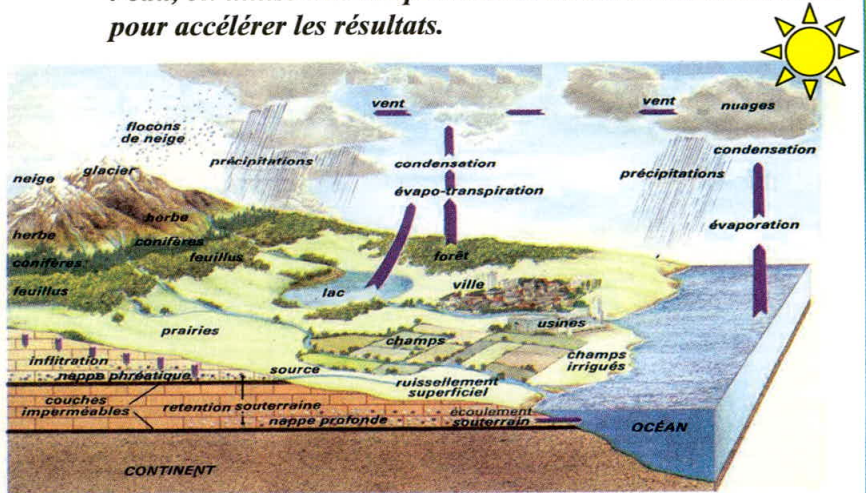 pour accélérer les résultats.
vent
vent
nuages
flocons
de neige
précipitations
condensation
précipitations
condensation
neige
glacier
évapo-transpiration
évaporation
herbe
herbe
conifères
conifères
feuillus
forêt
feuillus
lac
ville
prairies
champs
usines
infiltration
nappe phréatique
source
champs
irrigués
ruissellement
superficiel
couches
imperméables
retention souterraine
écoulement
souterrain
nappe profonde
OCÉAN
CONTINENT